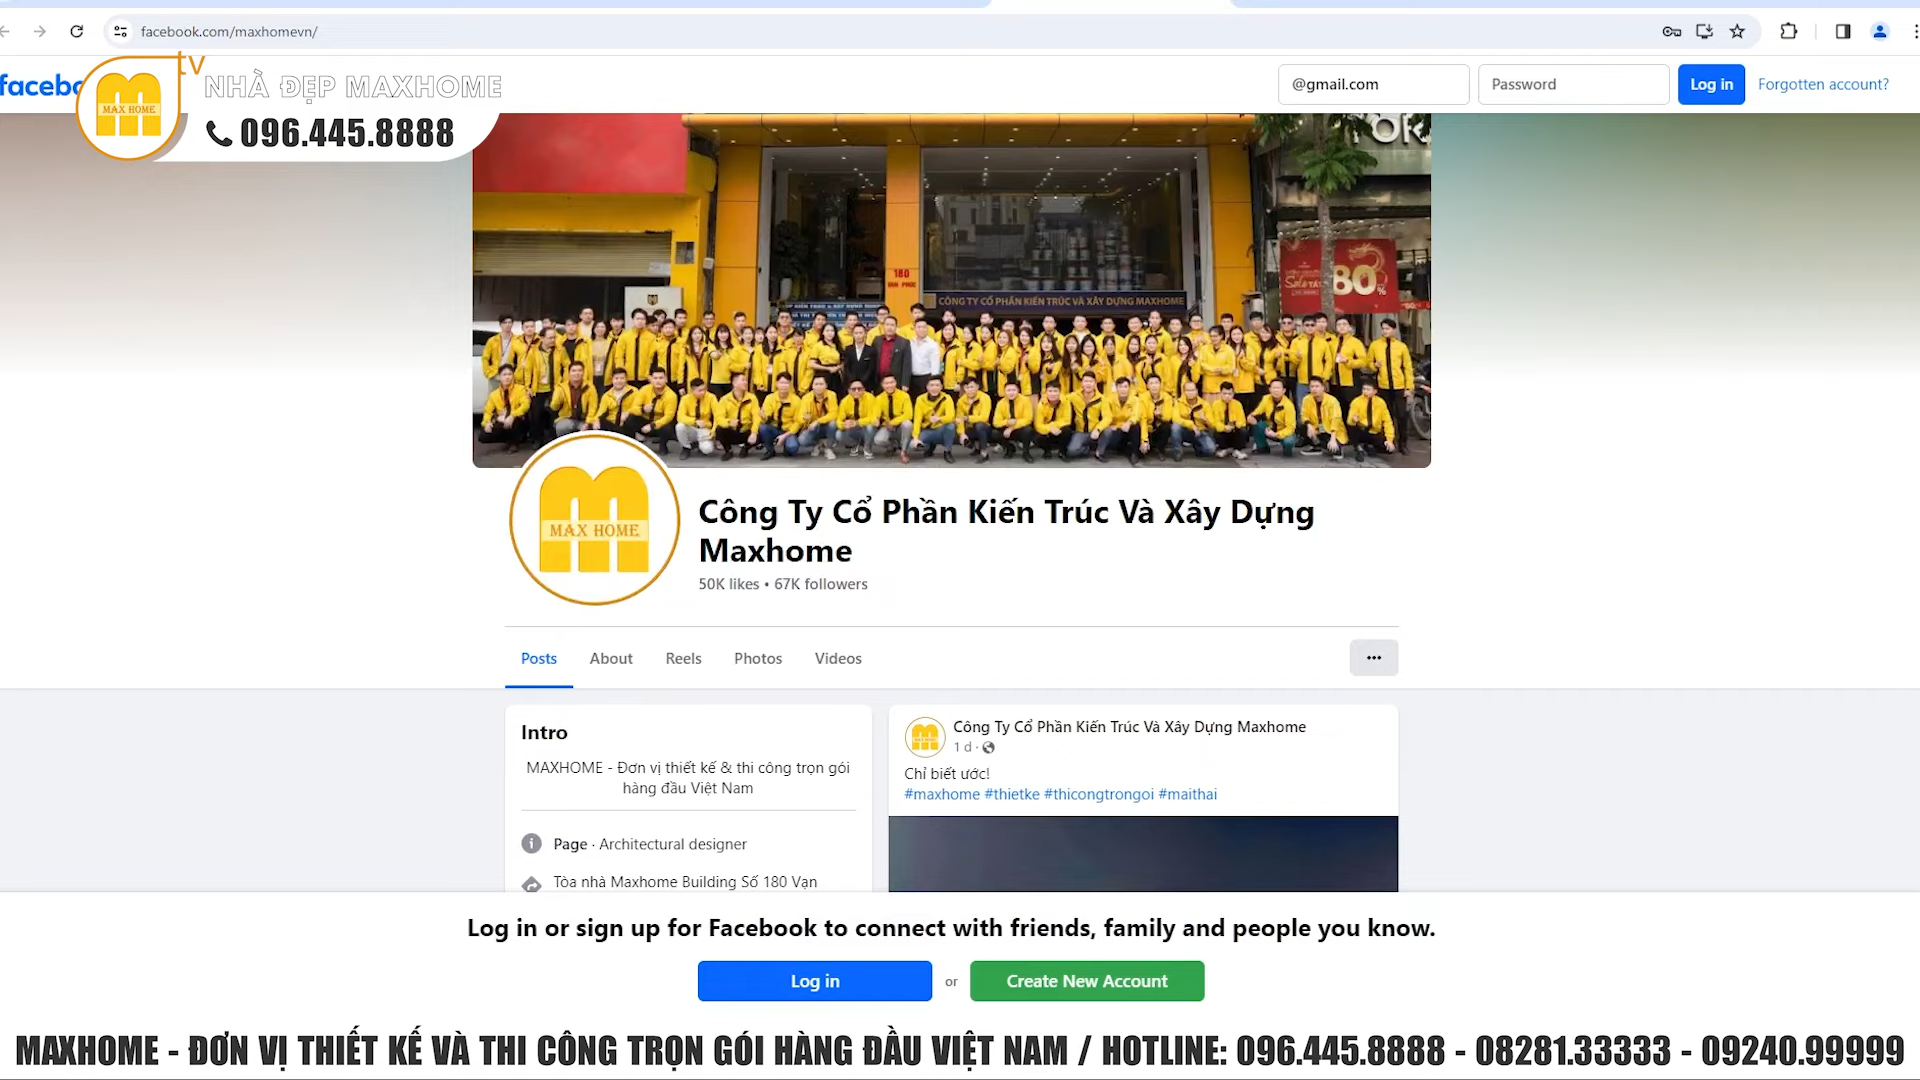 facebook.com/maxhomevn/
facebo
tv
MAX HOME
NHÀ ĐẸP MAXHOME
096.445.8888
@gmail.com
Password
Log in
Forgotten account?
180
80%
CÔNG TY CỔ PHẦN KIẾN TRÚC VÀ XÂY DỰNG MAXHOME
MAX HOME
Công Ty Cổ Phần Kiến Trúc Và Xây Dựng
Maxhome
50K likes • 67K followers
Posts
About
Reels
Photos
Videos
Intro
MAXHOME - Đơn vị thiết kế & thi công trọn gói
hàng đầu Việt Nam
Page · Architectural designer
Tòa nhà Maxhome Building Số 180 Vạn
Công Ty Cổ Phần Kiến Trúc Và Xây Dựng Maxhome
1 d ·
Chỉ biết ước!
#maxhome #thietke #thicongtrongoi #maithai
Log in or sign up for Facebook to connect with friends, family and people you know.
Log in
or
Create New Account
MAXHOME - ĐƠN VỊ THIẾT KẾ VÀ THI CÔNG TRỌN GÓI HÀNG ĐẦU VIỆT NAM / HOTLINE: 096.445.8888 - 08281.33333 - 09240.99999